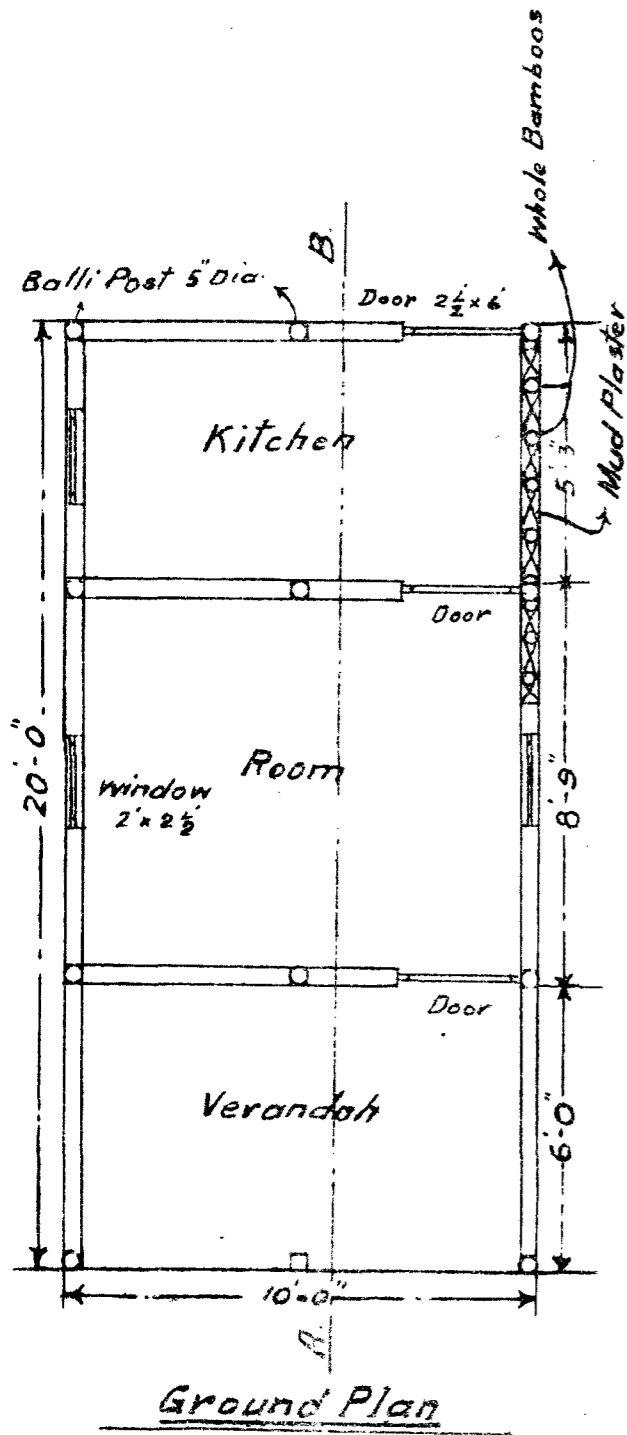 Whole Bamboos
Mud Plaster
B.
Balli Post 5" Dia.
Door 2½' x 6'
Kitchen
5'3"
Door
20'-0"
Room
window
2' x 2½'
8'-9"
Door
Verandah
6'-0"
10'-0"
A.
Ground Plan